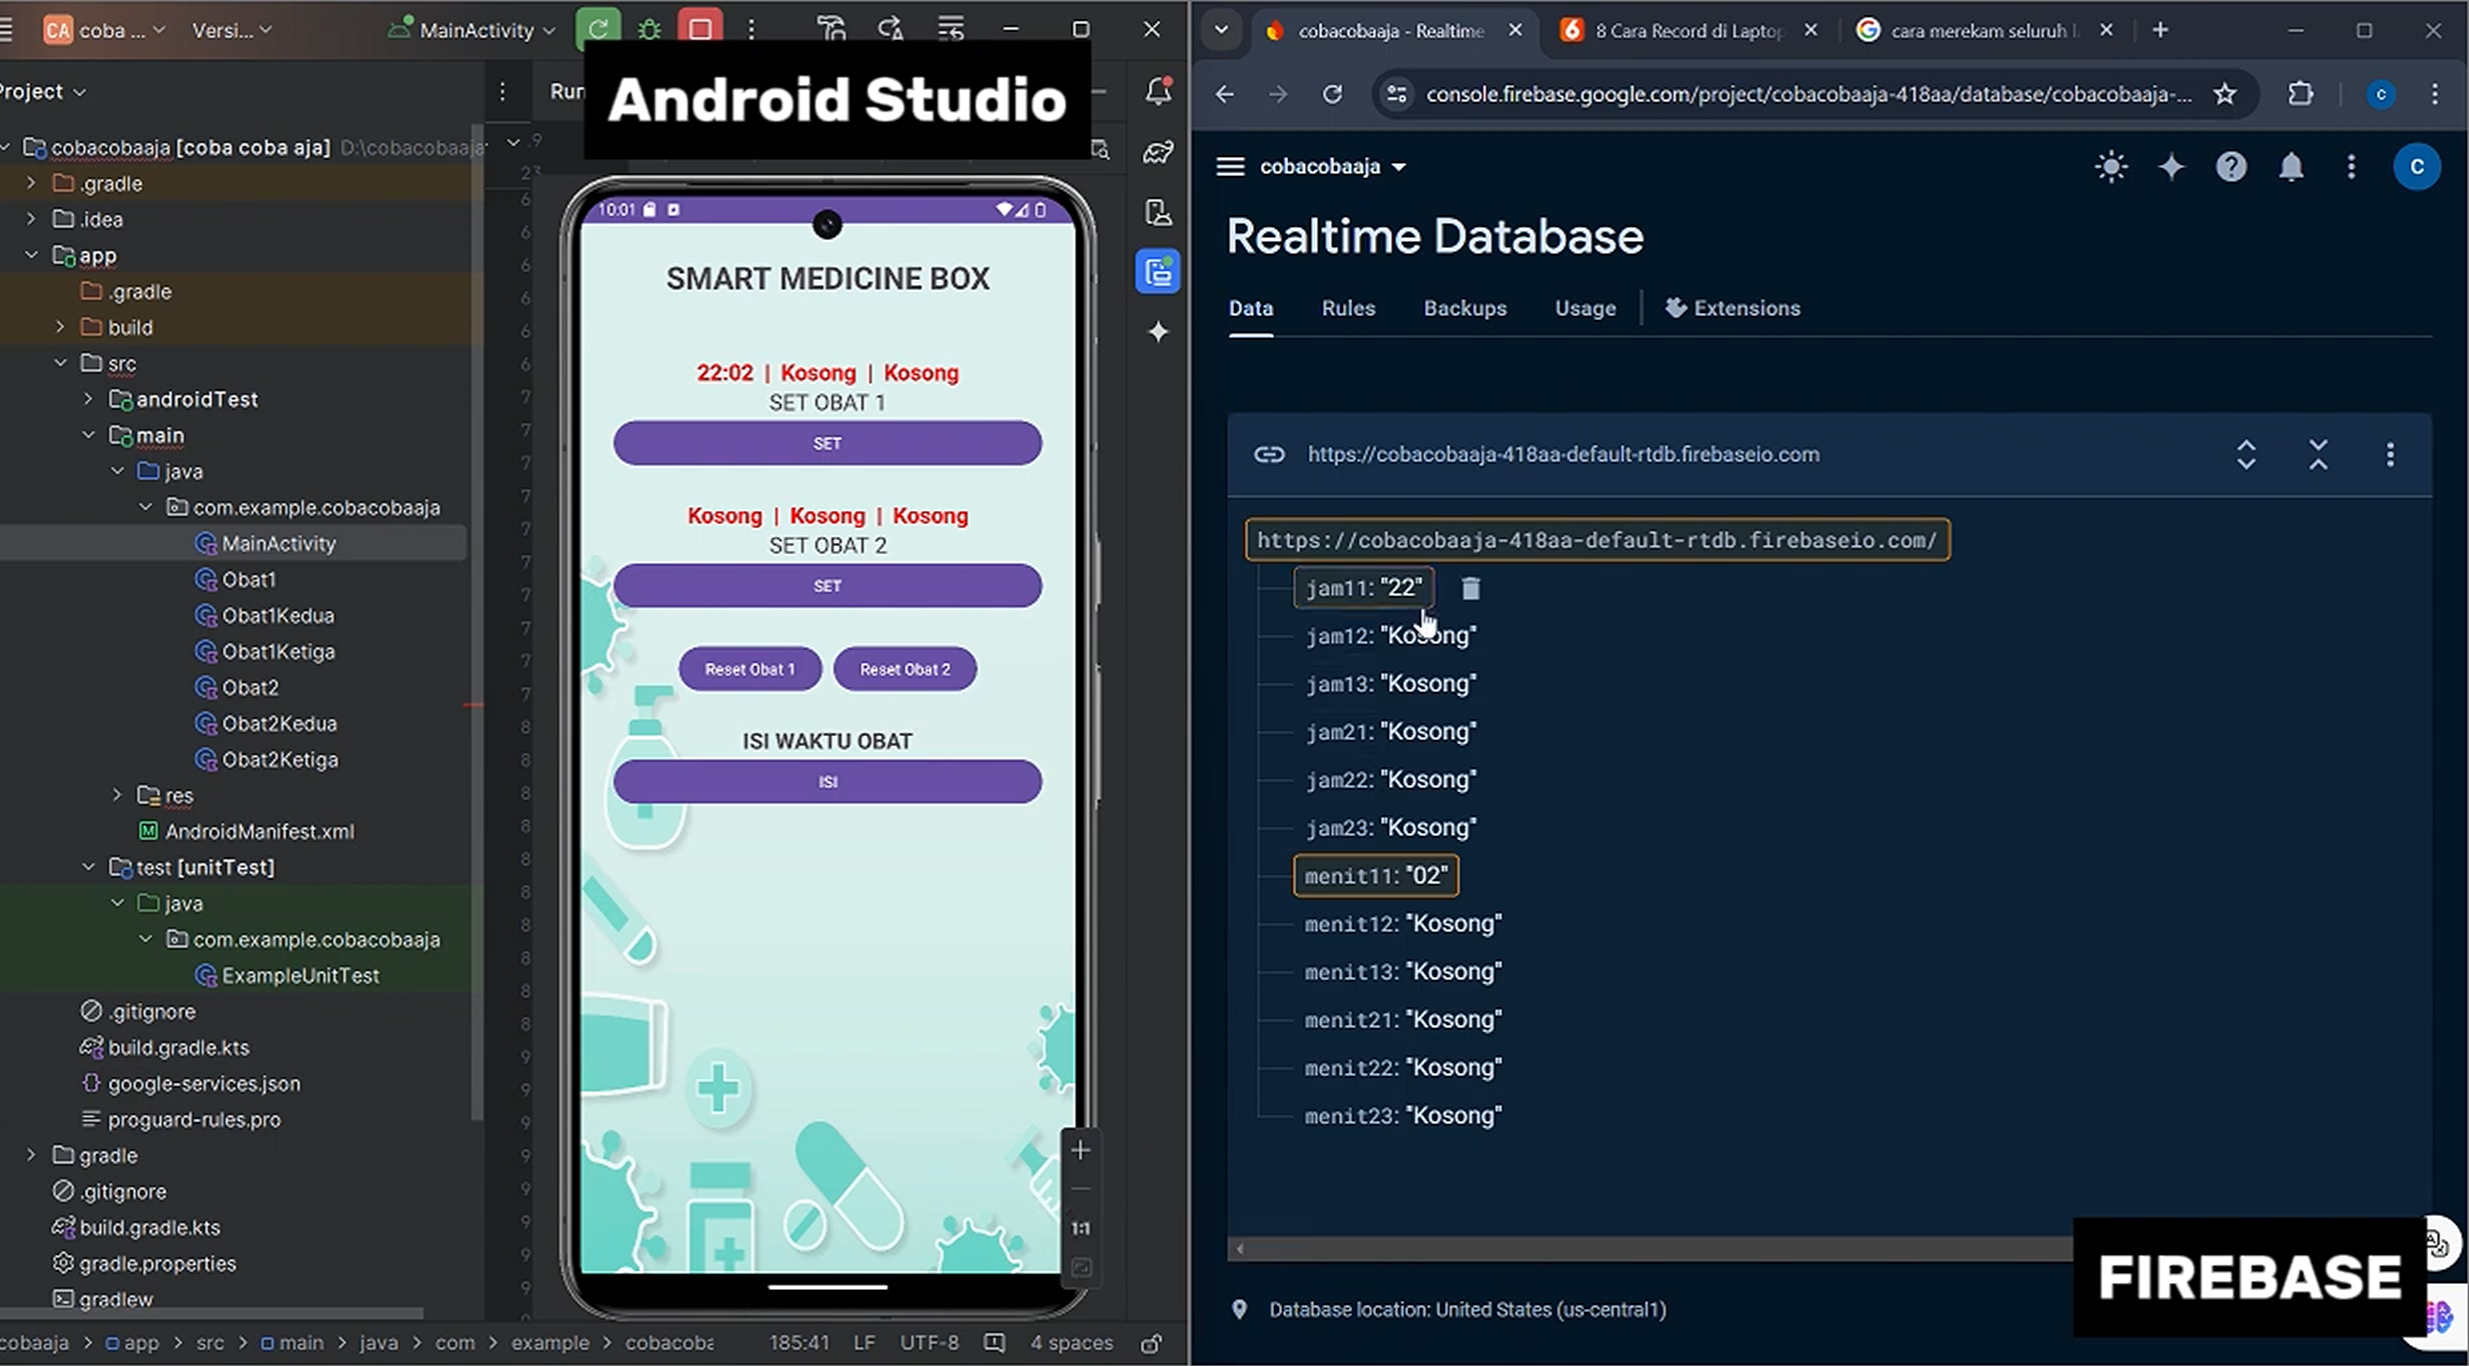 CA coba ...
Versi...
MainActivity
Project
Run
Android Studio
cobacobaaja [coba coba aja] D:\cobacobaaja
.gradle
.idea
app
.gradle
build
src
androidTest
main
java
com.example.cobacobaaja
MainActivity
Obat1
Obat1Kedua
Obat1Ketiga
Obat2
Obat2Kedua
Obat2Ketiga
res
AndroidManifest.xml
test [unitTest]
java
com.example.cobacobaaja
ExampleUnitTest
.gitignore
build.gradle.kts
google-services.json
proguard-rules.pro
gradle
.gitignore
build.gradle.kts
gradle.properties
gradlew
cobaaja > app > src > main > java > com > example > cobacoba
185:41 LF UTF-8 4 spaces
10:01
SMART MEDICINE BOX
22:02 | Kosong | Kosong
SET OBAT 1
SET
Kosong | Kosong | Kosong
SET OBAT 2
SET
Reset Obat 1
Reset Obat 2
ISI WAKTU OBAT
ISI
1:1
cobacobaaja - Realtime
8 Cara Record di Laptop
cara merekam seluruh
console.firebase.google.com/project/cobacobaaja-418aa/database/cobacobaaja-...
c
cobacobaaja
C
Realtime Database
Data
Rules
Backups
Usage
Extensions
https://cobacobaaja-418aa-default-rtdb.firebaseio.com
https://cobacobaaja-418aa-default-rtdb.firebaseio.com/
jam11: "22"
jam12: "Kosong"
jam13: "Kosong"
jam21: "Kosong"
jam22: "Kosong"
jam23: "Kosong"
menit11: "02"
menit12: "Kosong"
menit13: "Kosong"
menit21: "Kosong"
menit22: "Kosong"
menit23: "Kosong"
Database location: United States (us-central1)
FIREBASE